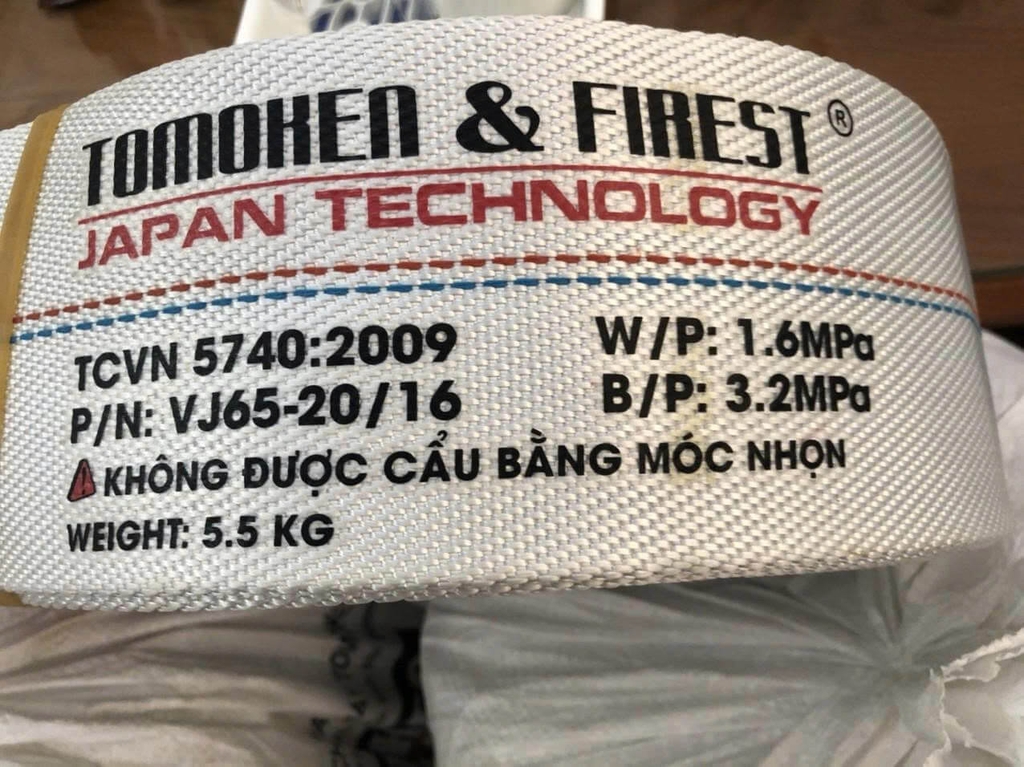 TOMOKEN & FIREST®
JAPAN TECHNOLOGY
TCVN 5740:2009
W/P: 1.6MPa
P/N: VJ65-20/16
B/P: 3.2MPa
KHÔNG ĐƯỢC CẨU BẰNG MÓC NHỌN
WEIGHT: 5.5 KG